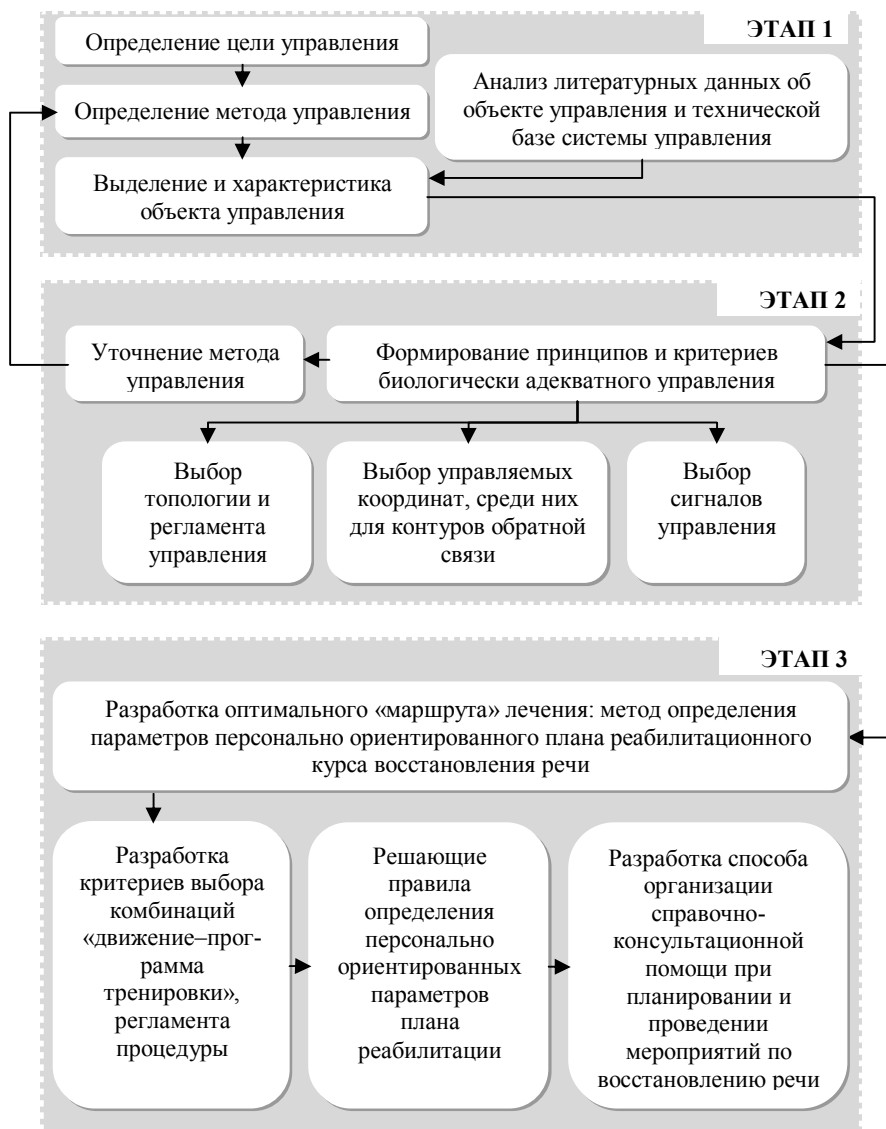 ЭТАП 1
Определение цели управления
Определение метода управления
Выделение и характеристика
объекта управления
Анализ литературных данных об
объекте управления и технической
базе системы управления
ЭТАП 2
Уточнение метода
управления
Формирование принципов и критериев
биологически адекватного управления
Выбор
топологии и
регламента
управления
Выбор управляемых
координат, среди них
для контуров обратной
связи
Выбор
сигналов
управления
ЭТАП 3
Разработка оптимального «маршрута» лечения: метод определения
параметров персонально ориентированного плана реабилитационного
курса восстановления речи
Разработка
критериев выбора
комбинаций
«движение–прог-
рамма
тренировки»,
регламента
процедуры
Решающие
правила
определения
персонально
ориентированных
параметров
плана
реабилитации
Разработка способа
организации
справочно-
консультационной
помощи при
планировании и
проведении
мероприятий по
восстановлению речи